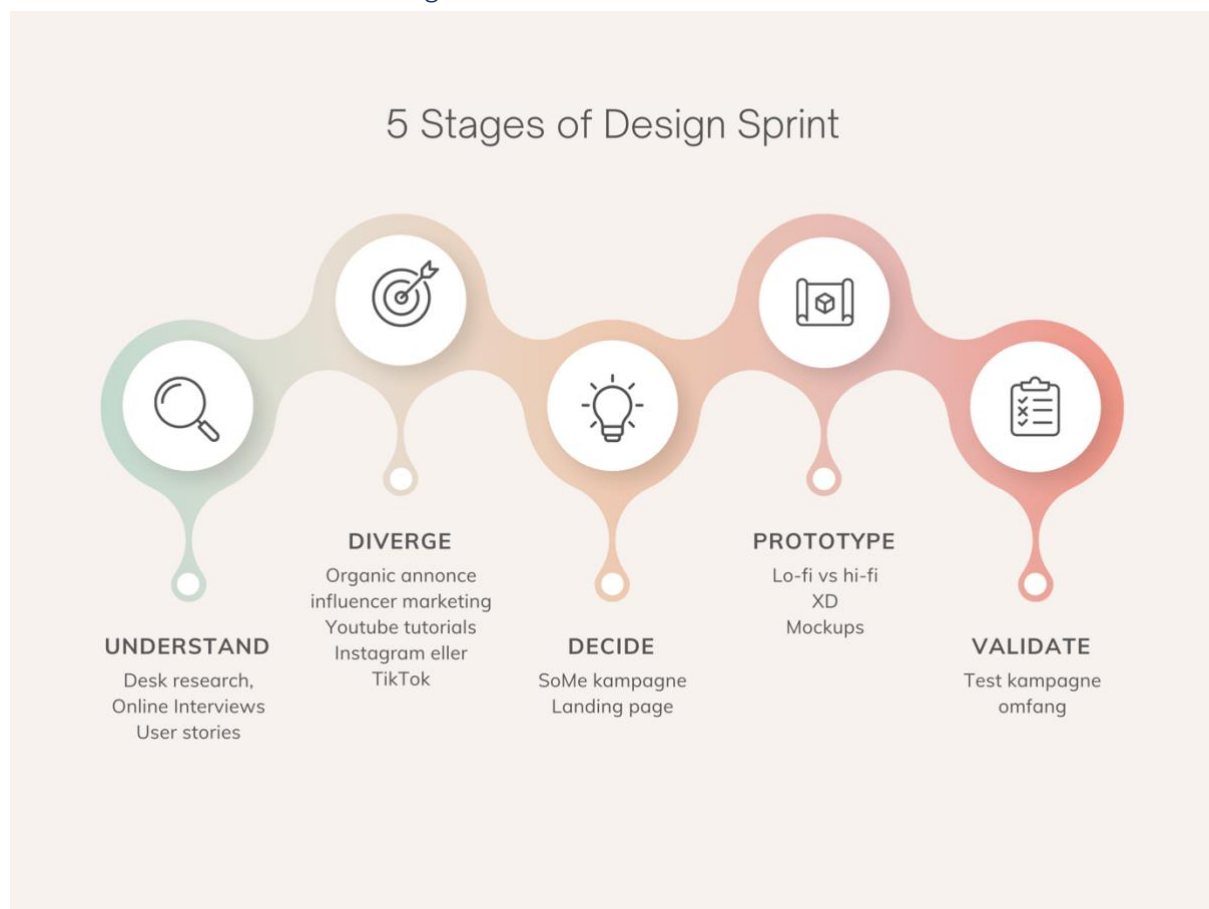 5 Stages of Design Sprint
UNDERSTAND
Desk research,
Online Interviews
User stories
DIVERGE
Organic annonce
influencer marketing
Youtube tutorials
Instagram eller
TikTok
DECIDE
SoMe kampagne
Landing page
PROTOTYPE
Lo-fi vs hi-fi
XD
Mockups
VALIDATE
Test kampagne
omfang